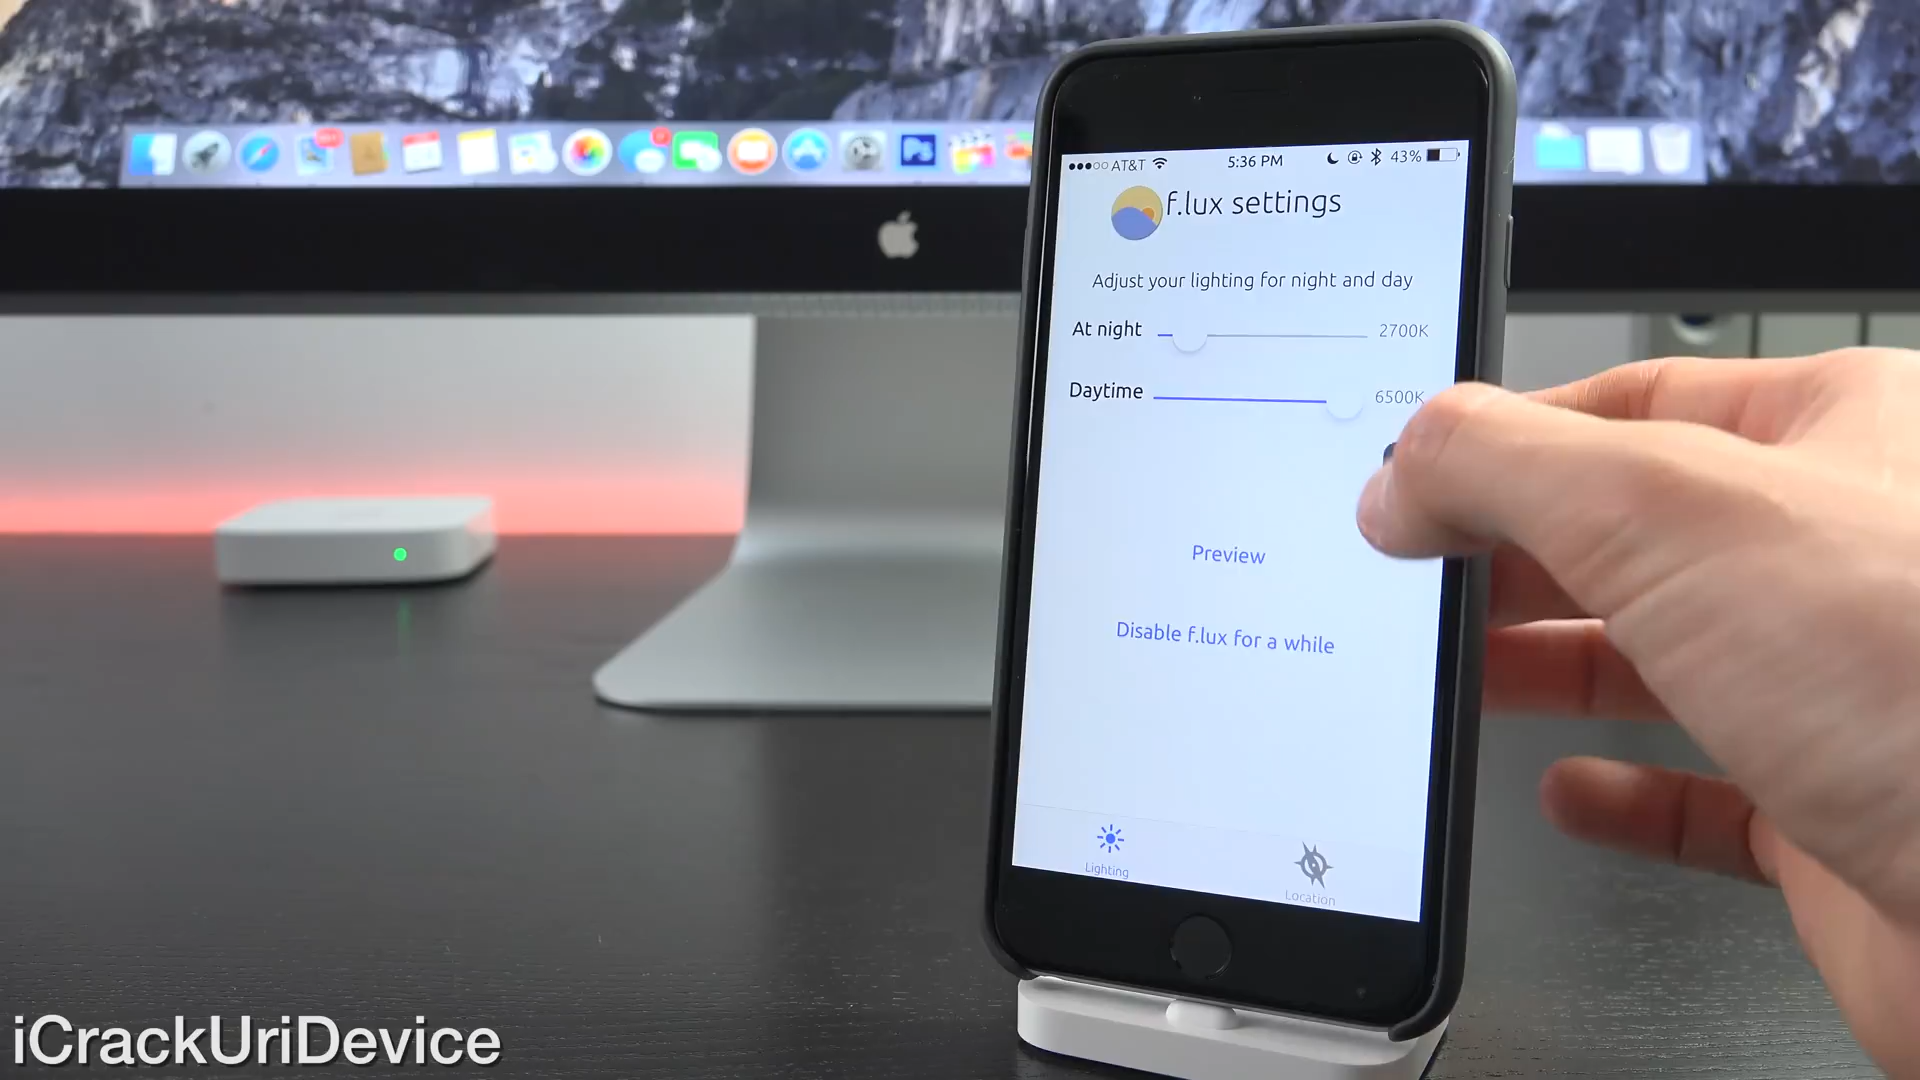 AT&T 5:36 PM 43%
f.lux settings
Adjust your lighting for night and day
At night 2700K
Daytime 6500K
Preview
Disable f.lux for a while
Lighting
Location
Ps
iCrackUriDevice